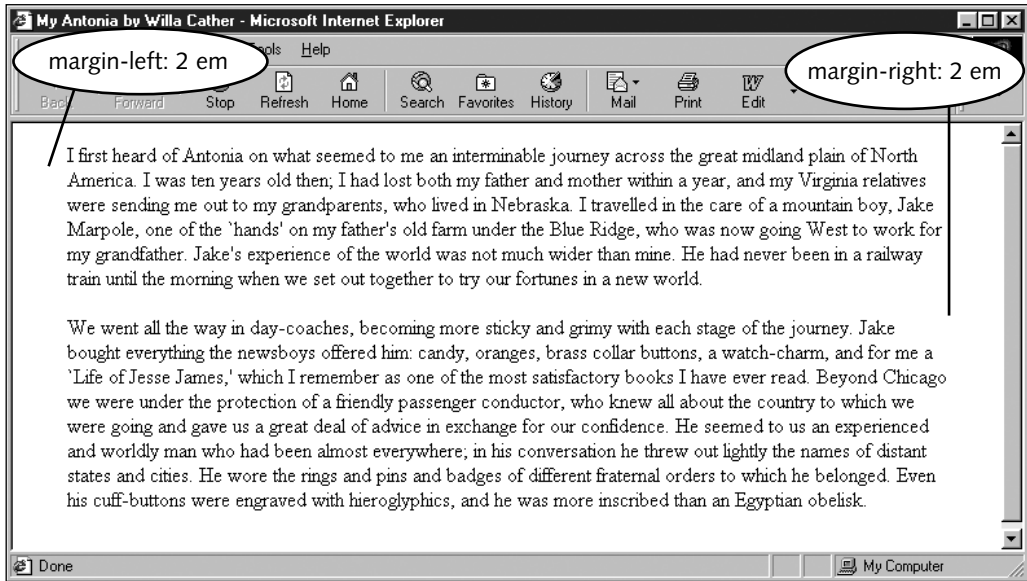 My Antonia by Willa Cather - Microsoft Internet Explorer
Tools Help
margin-left: 2 em
margin-right: 2 em
Back Forward Stop Refresh Home Search Favorites History Mail Print Edit
I first heard of Antonia on what seemed to me an interminable journey across the great midland plain of North
America. I was ten years old then; I had lost both my father and mother within a year, and my Virginia relatives
were sending me out to my grandparents, who lived in Nebraska. I travelled in the care of a mountain boy, Jake
Marpole, one of the `hands' on my father's old farm under the Blue Ridge, who was now going West to work for
my grandfather. Jake's experience of the world was not much wider than mine. He had never been in a railway
train until the morning when we set out together to try our fortunes in a new world.
We went all the way in day-coaches, becoming more sticky and grimy with each stage of the journey. Jake
bought everything the newsboys offered him: candy, oranges, brass collar buttons, a watch-charm, and for me a
`Life of Jesse James,' which I remember as one of the most satisfactory books I have ever read. Beyond Chicago
we were under the protection of a friendly passenger conductor, who knew all about the country to which we
were going and gave us a great deal of advice in exchange for our confidence. He seemed to us an experienced
and worldly man who had been almost everywhere; in his conversation he threw out lightly the names of distant
states and cities. He wore the rings and pins and badges of different fraternal orders to which he belonged. Even
his cuff-buttons were engraved with hieroglyphics, and he was more inscribed than an Egyptian obelisk.
Done
My Computer